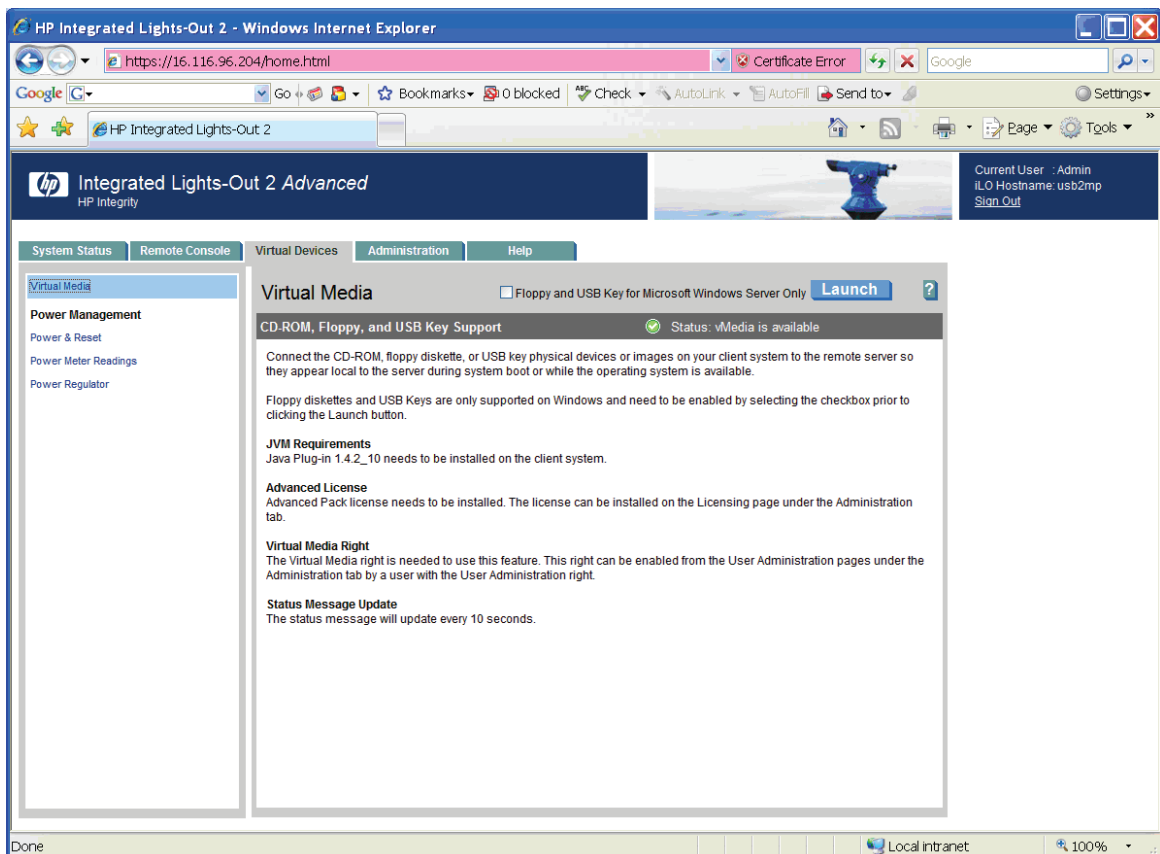 HP Integrated Lights-Out 2 - Windows Internet Explorer
https://16.116.96.204/home.html
Certificate Error
Google
Google
G
Go
Bookmarks
0 blocked
ABC
Check
AutoLink
AutoFill
Send to
Settings
HP Integrated Lights-Out 2
Page
Tools
hp
Integrated Lights-Out 2 Advanced
HP Integrity
Current User : Admin
iLO Hostname: usb2mp
Sign Out
System Status
Remote Console
Virtual Devices
Administration
Help
Virtual Media
Power Management
Power & Reset
Power Meter Readings
Power Regulator
Virtual Media
Floppy and USB Key for Microsoft Windows Server Only
Launch
?
CD-ROM, Floppy, and USB Key Support
Status: vMedia is available
Connect the CD-ROM, floppy diskette, or USB key physical devices or images on your client system to the remote server so
they appear local to the server during system boot or while the operating system is available.
Floppy diskettes and USB Keys are only supported on Windows and need to be enabled by selecting the checkbox prior to
clicking the Launch button.
JVM Requirements
Java Plug-in 1.4.2_10 needs to be installed on the client system.
Advanced License
Advanced Pack license needs to be installed. The license can be installed on the Licensing page under the Administration
tab.
Virtual Media Right
The Virtual Media right is needed to use this feature. This right can be enabled from the User Administration pages under the
Administration tab by a user with the User Administration right.
Status Message Update
The status message will update every 10 seconds.
Done
Local intranet
100%